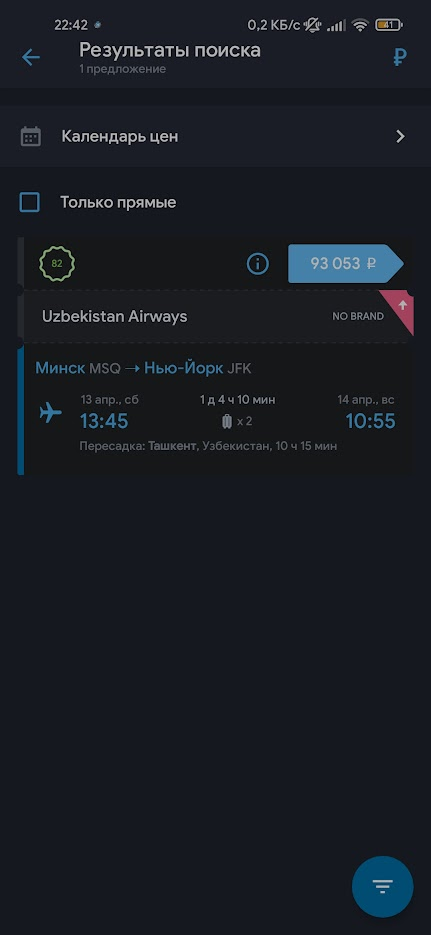 22:42
0,2 КБ/с
41
Результаты поиска
₽
1 предложение
Календарь цен
Только прямые
82
93 053 ₽
Uzbekistan Airways
NO BRAND
Минск MSQ → Нью-Йорк JFK
13 апр., сб
1 д 4 ч 10 мин
14 апр., вс
13:45
x 2
10:55
Пересадка: Ташкент, Узбекистан, 10 ч 15 мин